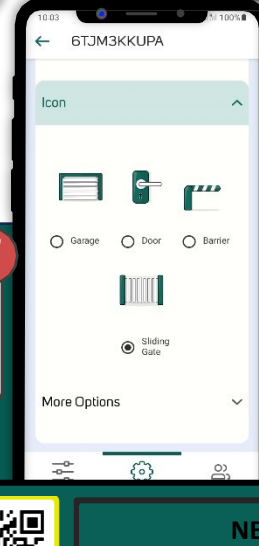 10:03
100%
6TJM3KKUPA
Icon
Garage
Door
Barrier
Sliding
Gate
More Options
NE